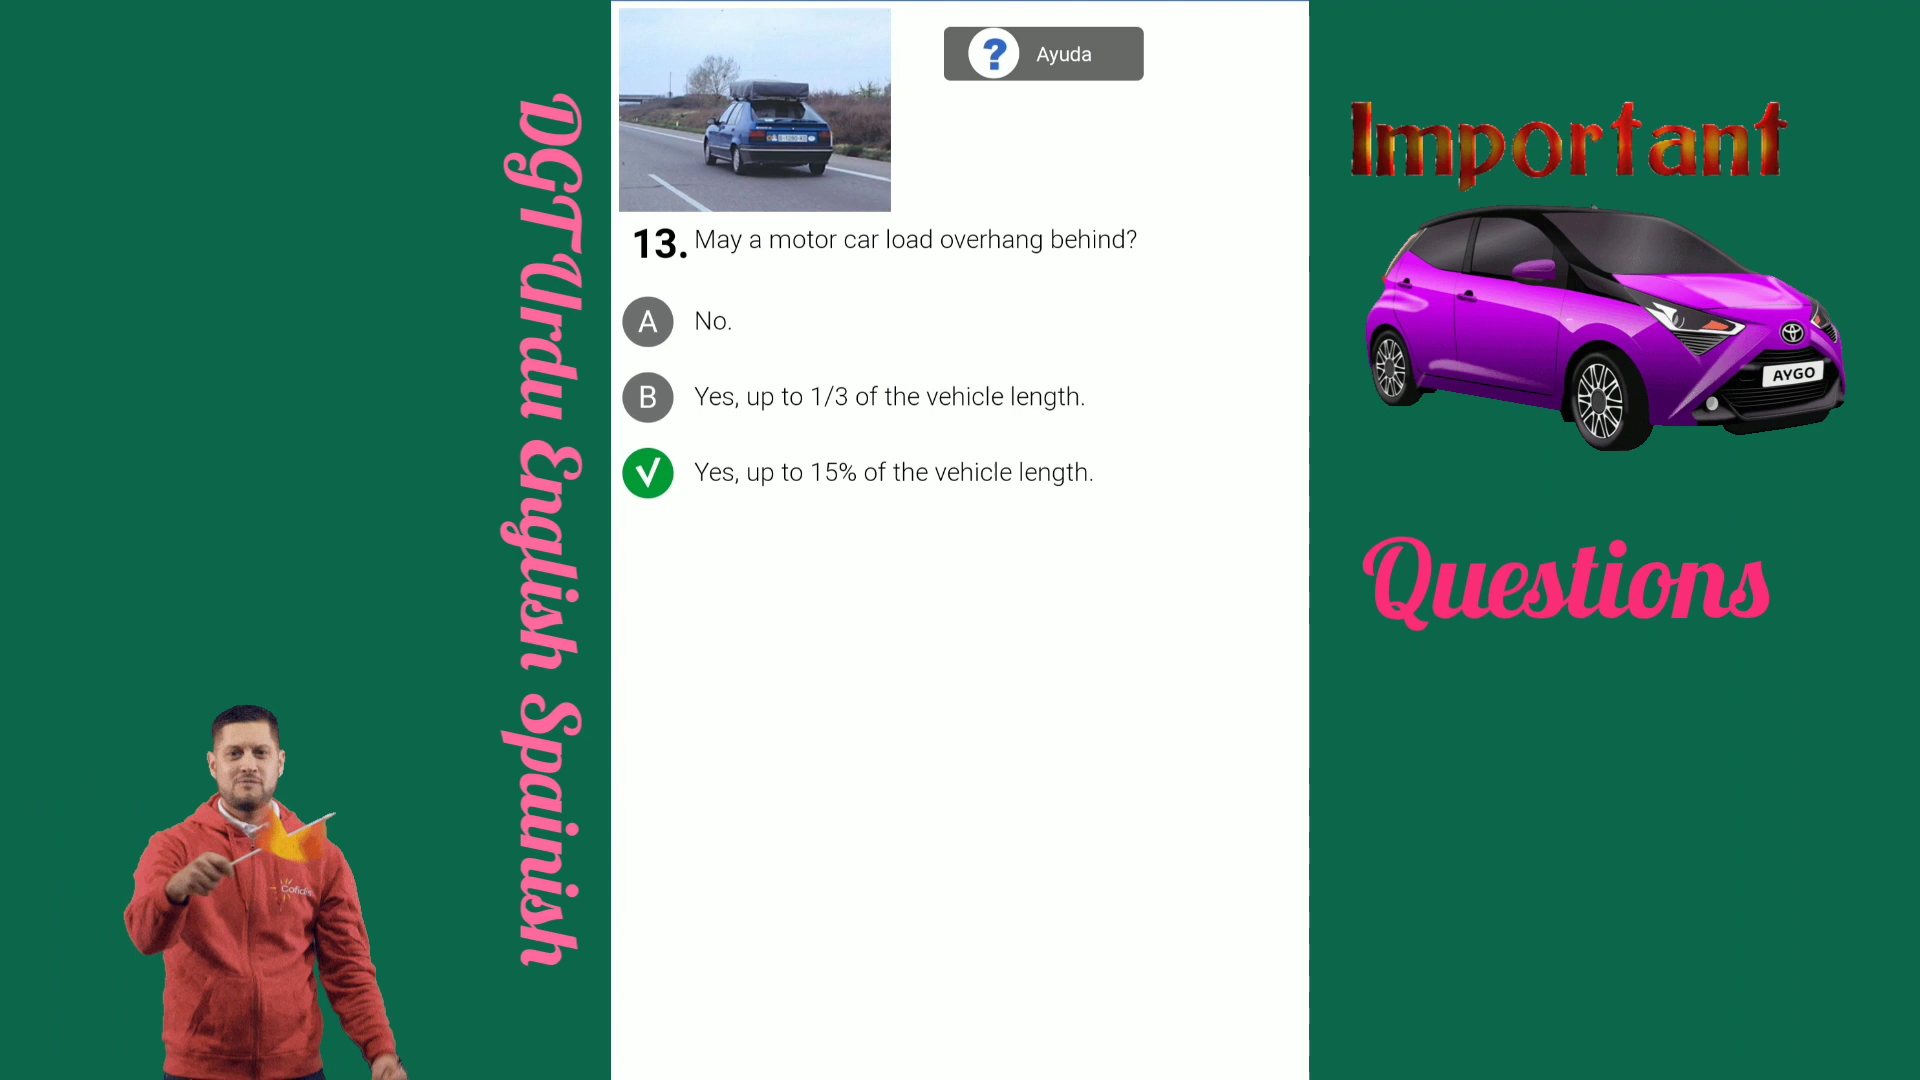 DGT Urdu English Spainish
Ayuda
13. May a motor car load overhang behind?
A No.
B Yes, up to 1/3 of the vehicle length.
Yes, up to 15% of the vehicle length.
Important
AYGO
Questions